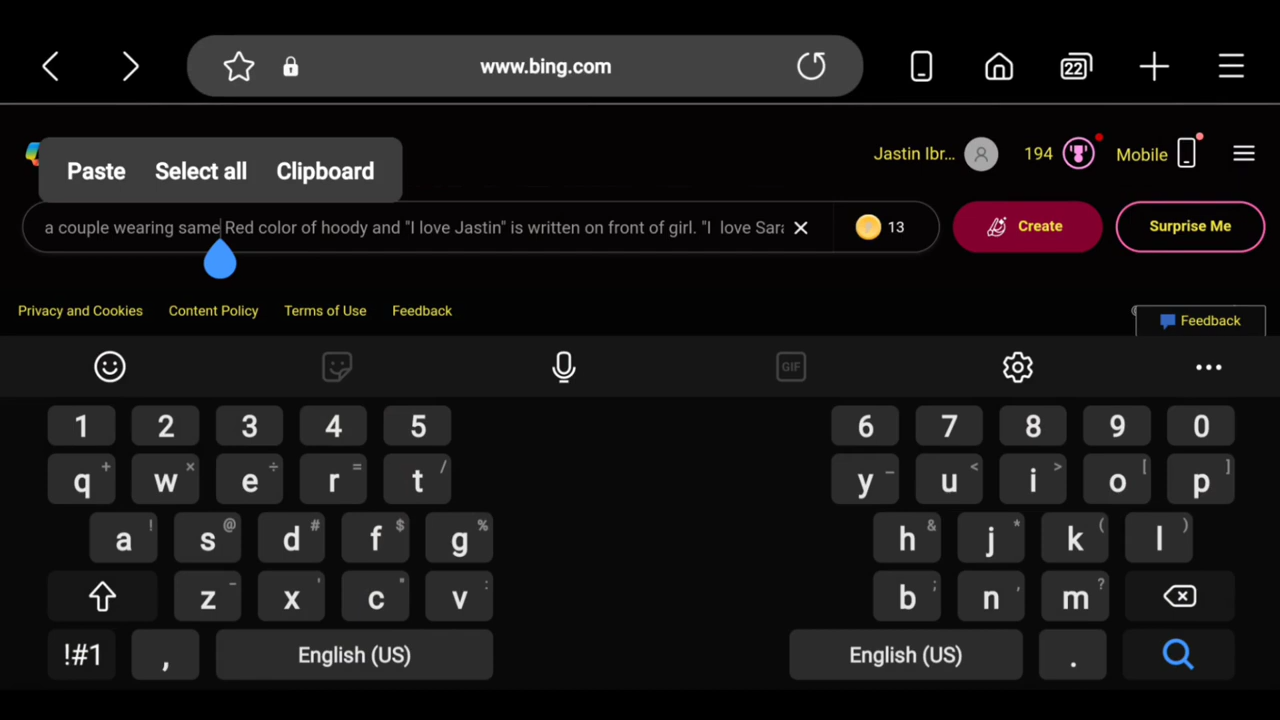 www.bing.com
22
Paste Select all Clipboard
Jastin Ibr... 194 Mobile
a couple wearing same Red color of hoody and "I love Jastin" is written on front of girl. "I love Sara
13
Create
Surprise Me
Privacy and Cookies Content Policy Terms of Use Feedback
Feedback
GIF
1 2 3 4 5 6 7 8 9 0
q + w × e ÷ r = t / y _ u < i > o [ p ]
a ! s @ d # f $ g % h & j * k ( l )
z - x ' c " v : b ; n , m ?
!#1 , English (US) English (US) .